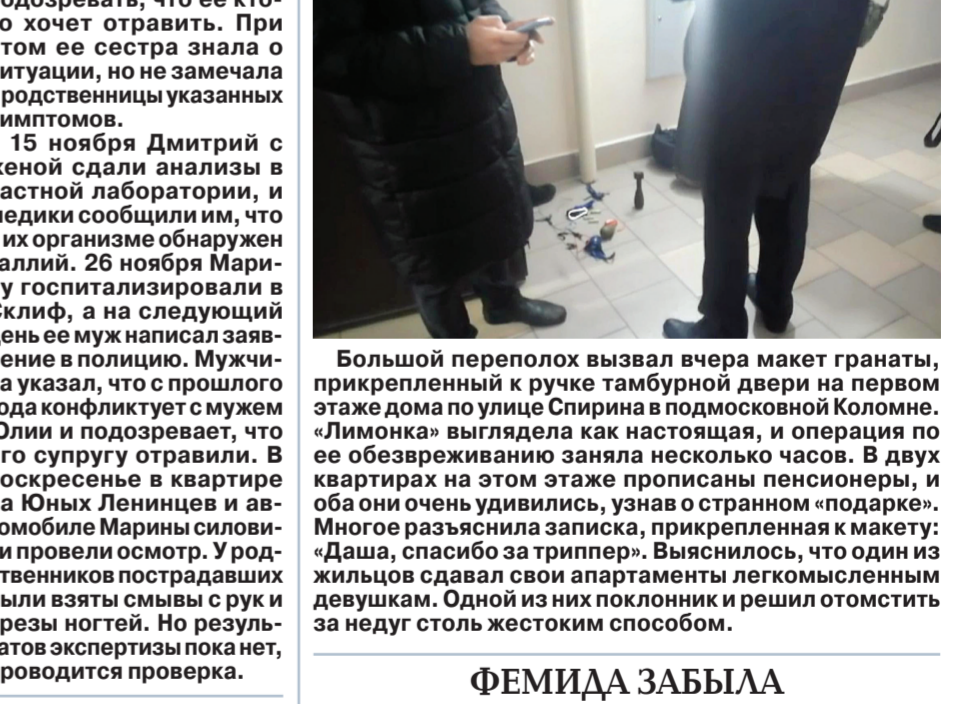 одозревать, что ее кто-
о хочет отравить. При
том ее сестра знала о
итуации, но не замечала
родственницы указанных
имптомов.
15 ноября Дмитрий с
женой сдали анализы в
астной лаборатории, и
медики сообщили им, что
их организме обнаружен
аллий. 26 ноября Мари-
у госпитализировали в
Склиф, а на следующий
день ее муж написал заяв-
ение в полицию. Мужчи-
а указал, что с прошлого
ода конфликтует с мужем
Юлии и подозревает, что
го супругу отравили. В
оскресенье в квартире
а Юных Ленинцев и ав-
омобиле Марины силови-
и провели осмотр. У род-
твенников пострадавших
ыли взяты смывы с рук и
резы ногтей. Но резуль-
атов экспертизы пока нет,
роводится проверка.
Большой переполох вызвал вчера макет гранаты,
прикрепленный к ручке тамбурной двери на первом
этаже дома по улице Спирина в подмосковной Коломне.
«Лимонка» выглядела как настоящая, и операция по
ее обезвреживанию заняла несколько часов. В двух
квартирах на этом этаже прописаны пенсионеры, и
оба они очень удивились, узнав о странном «подарке».
Многое разъяснила записка, прикрепленная к макету:
«Даша, спасибо за триппер». Выяснилось, что один из
жильцов сдавал свои апартаменты легкомысленным
девушкам. Одной из них поклонник и решил отомстить
за недуг столь жестоким способом.
ФЕМИДА ЗАБЫЛА